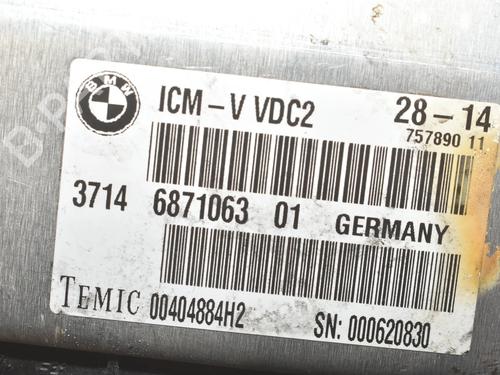 BMW
ICM-V VDC2
28-14
757890 11
3714 6871063 01 GERMANY
TEMIC 00404884H2 SN: 000620830